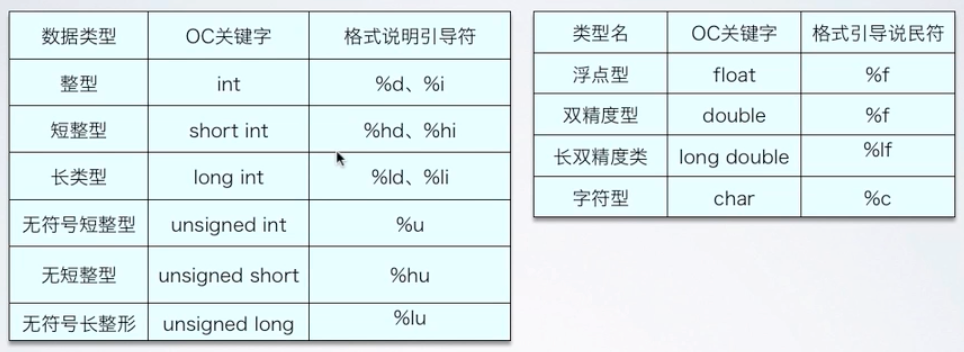 数据类型 OC关键字 格式说明引导符
整型 int %d、%i
短整型 short int %hd、%hi
长类型 long int %ld、%li
无符号短整型 unsigned int %u
无短整型 unsigned short %hu
无符号长整形 unsigned long %lu
类型名 OC关键字 格式引导说民符
浮点型 float %f
双精度型 double %f
长双精度类 long double %lf
字符型 char %c